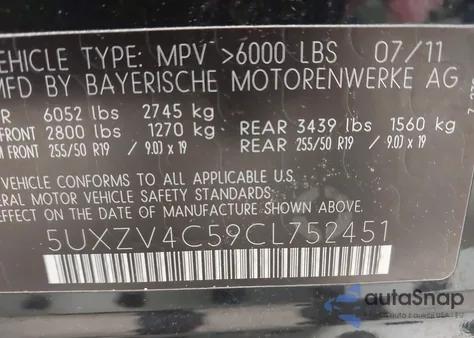 EHICLE TYPE: MPV >6000 LBS 07/11
MFD BY BAYERISCHE MOTORENWERKE AG
R 6052 lbs 2745 kg
FRONT 2800 lbs 1270 kg REAR 3439 lbs 1560 kg
FRONT 255/50 R19 / 9.0J x 19 REAR 255/50 R19 / 9.0J x 19
VEHICLE CONFORMS TO ALL APPLICABLE U.S.
ERAL MOTOR VEHICLE SAFETY STANDARDS
EFFECT ON THE DATE OF MANUFACTURE SHOWN ABOVE
5UXZV4C59CL752451
autoSnap